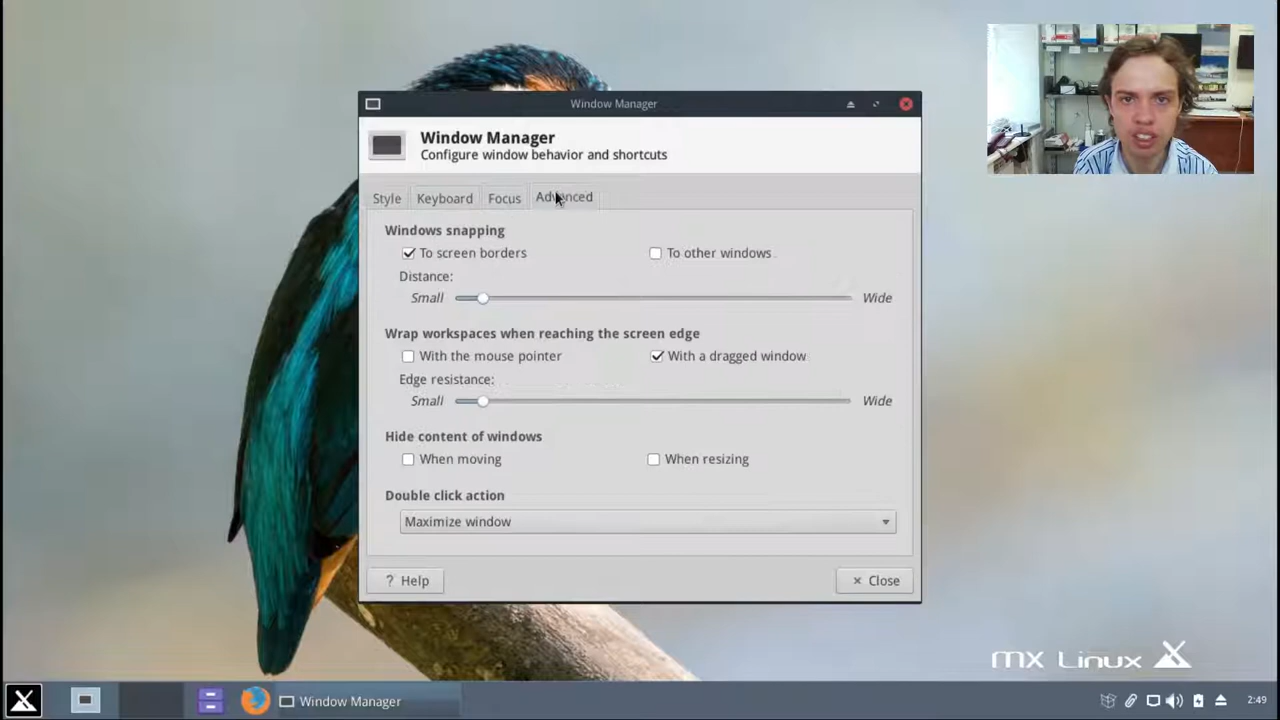 Window Manager
Window Manager
Configure window behavior and shortcuts
Style Keyboard Focus Advanced
Windows snapping
To screen borders To other windows
Distance:
Small Wide
Wrap workspaces when reaching the screen edge
With the mouse pointer With a dragged window
Edge resistance:
Small Wide
Hide content of windows
When moving When resizing
Double click action
Maximize window
? Help × Close
MX Linux
Window Manager 2:49